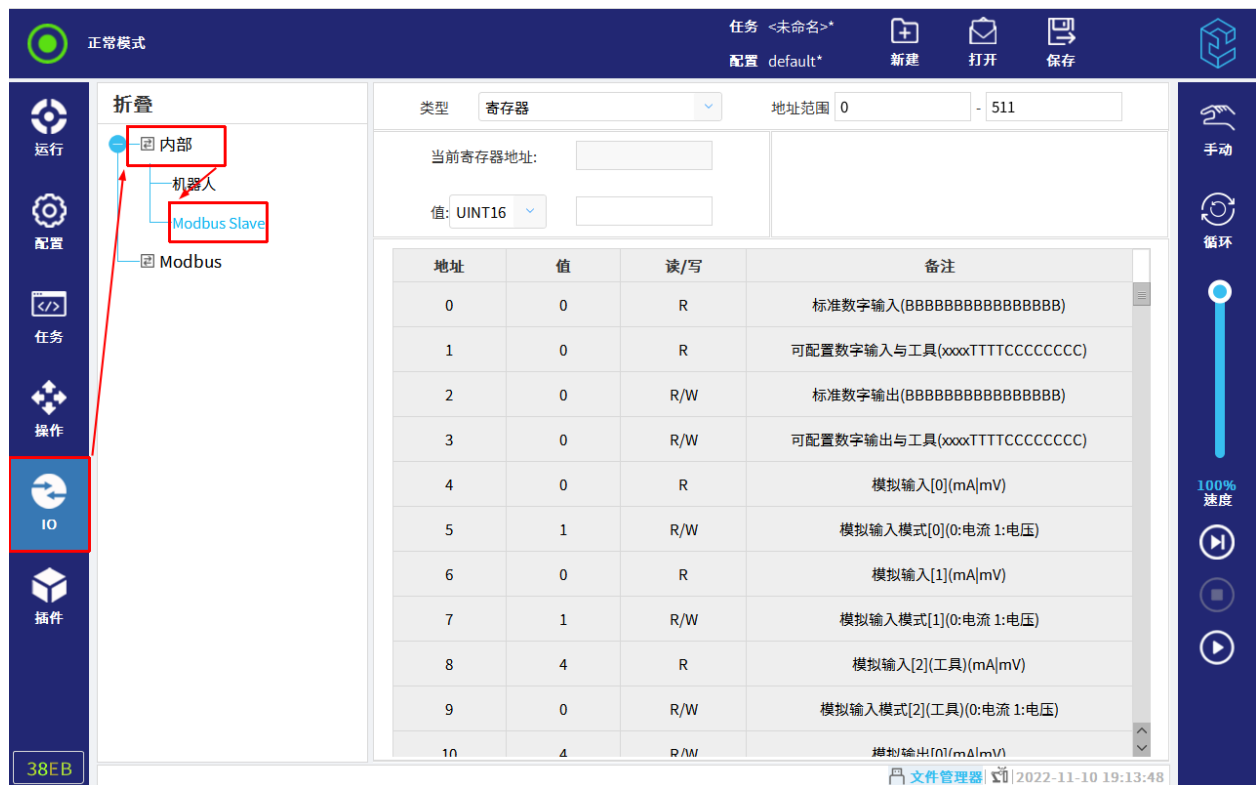 正常模式
任务 <未命名>*
配置 default*
新建
打开
保存
运行
配置
任务
操作
IO
插件
38EB
折叠
内部
机器人
Modbus Slave
Modbus
类型 寄存器 地址范围 0 - 511
当前寄存器地址:
值: UINT16
地址 值 读/写 备注
0 0 R 标准数字输入(BBBBBBBBBBBBBBBB)
1 0 R 可配置数字输入与工具(xxxxTTTTCCCCCCCC)
2 0 R/W 标准数字输出(BBBBBBBBBBBBBBBB)
3 0 R/W 可配置数字输出与工具(xxxxTTTTCCCCCCCC)
4 0 R 模拟输入[0](mA|mV)
5 1 R/W 模拟输入模式[0](0:电流 1:电压)
6 0 R 模拟输入[1](mA|mV)
7 1 R/W 模拟输入模式[1](0:电流 1:电压)
8 4 R 模拟输入[2](工具)(mA|mV)
9 0 R/W 模拟输入模式[2](工具)(0:电流 1:电压)
10 4 R/W 模拟输出[0](mA|mV)
手动
循环
100%
速度
文件管理器 2022-11-10 19:13:48